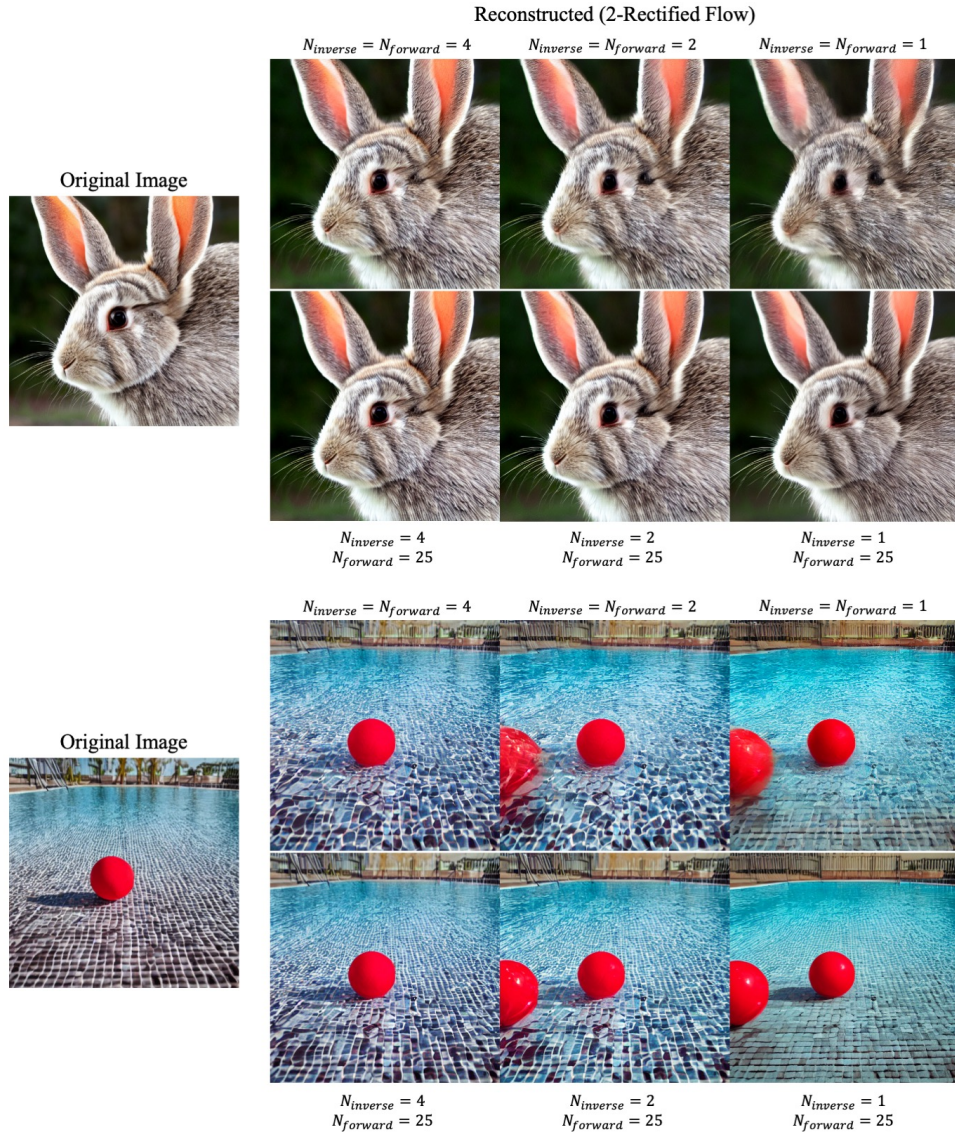 Reconstructed (2-Rectified Flow)
N_inverse = N_forward = 4
N_inverse = N_forward = 2
N_inverse = N_forward = 1
Original Image
N_inverse = 4
N_forward = 25
N_inverse = 2
N_forward = 25
N_inverse = 1
N_forward = 25
N_inverse = N_forward = 4
N_inverse = N_forward = 2
N_inverse = N_forward = 1
Original Image
N_inverse = 4
N_forward = 25
N_inverse = 2
N_forward = 25
N_inverse = 1
N_forward = 25